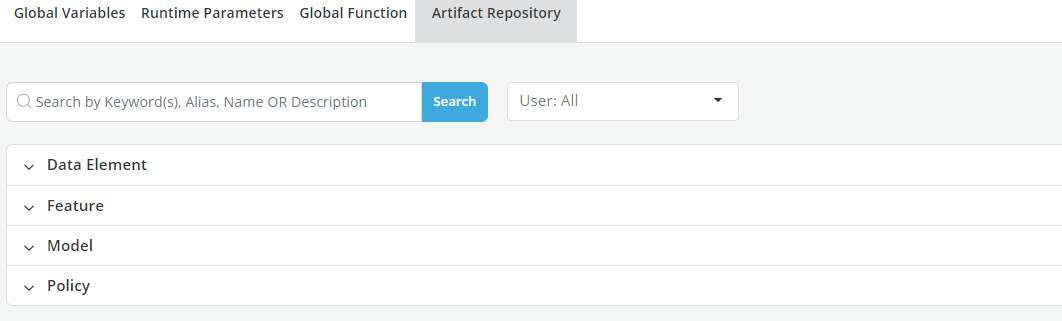 Global Variables Runtime Parameters Global Function Artifact Repository
Search by Keyword(s), Alias, Name OR Description Search User: All
Data Element
Feature
Model
Policy